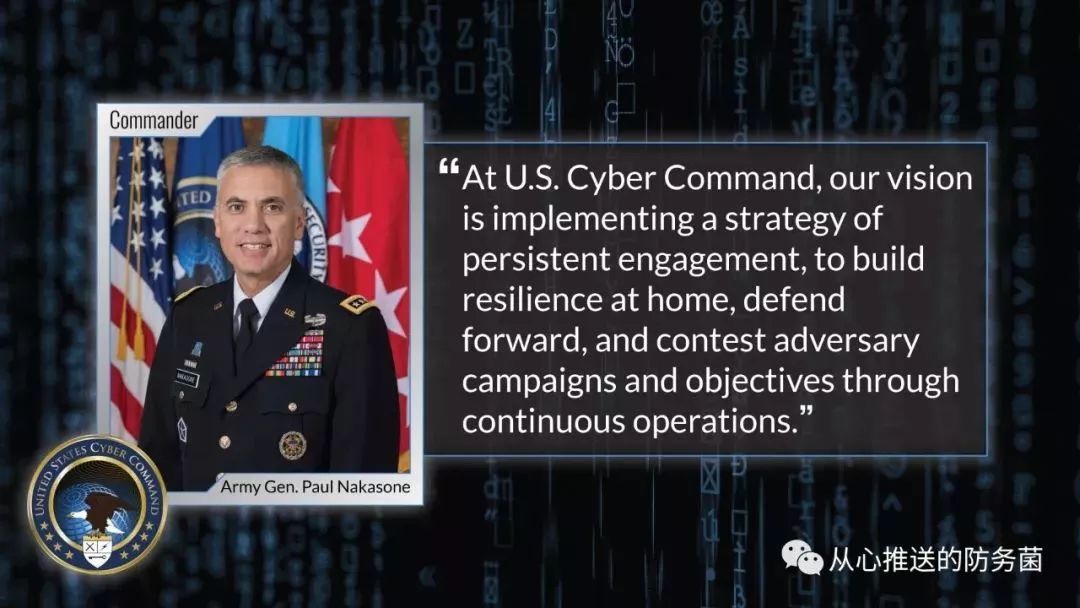 Commander
“At U.S. Cyber Command, our vision
is implementing a strategy of
persistent engagement, to build
resilience at home, defend
forward, and contest adversary
campaigns and objectives through
continuous operations.”
Army Gen. Paul Nakasone
UNITED STATES CYBER COMMAND
NAKASONE
U.S.
SECURITY
从心推送的防务菌